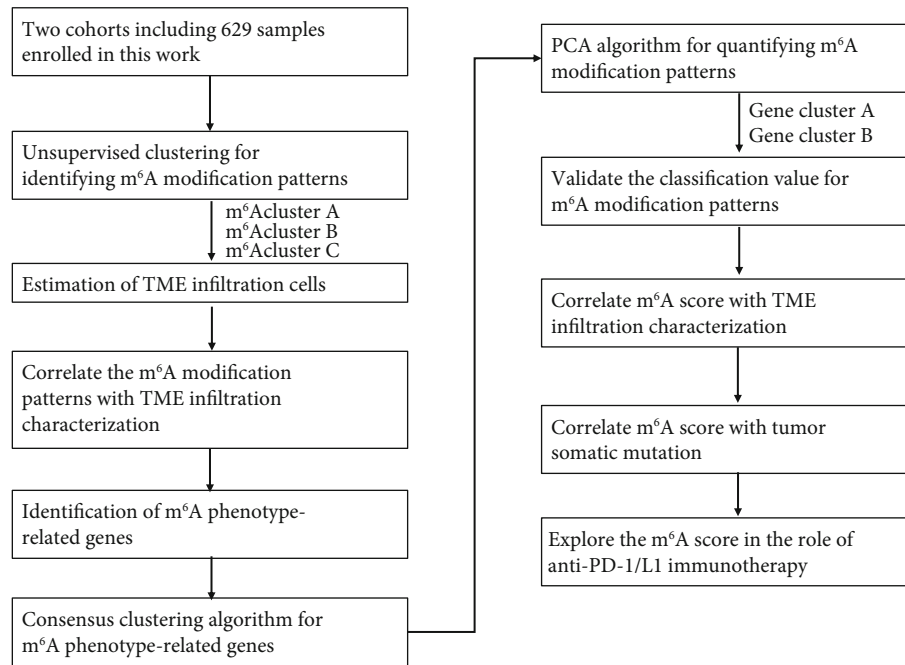 Two cohorts including 629 samples
enrolled in this work
Unsupervised clustering for
identifying m⁶A modification patterns
m⁶Acluster A
m⁶Acluster B
m⁶Acluster C
Estimation of TME infiltration cells
Correlate the m⁶A modification
patterns with TME infiltration
characterization
Identification of m⁶A phenotype-
related genes
Consensus clustering algorithm for
m⁶A phenotype-related genes
PCA algorithm for quantifying m⁶A
modification patterns
Gene cluster A
Gene cluster B
Validate the classification value for
m⁶A modification patterns
Correlate m⁶A score with TME
infiltration characterization
Correlate m⁶A score with tumor
somatic mutation
Explore the m⁶A score in the role of
anti-PD-1/L1 immunotherapy